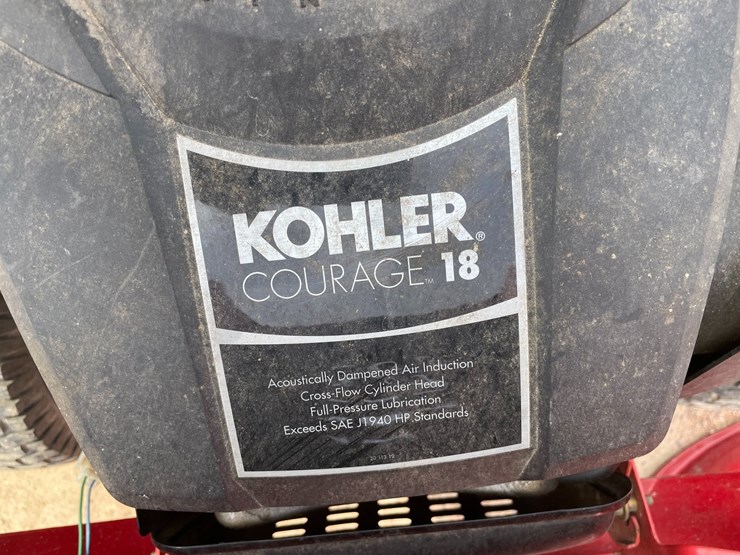 KOHLER®
COURAGE™ 18
Acoustically Dampened Air Induction
Cross-Flow Cylinder Head
Full-Pressure Lubrication
Exceeds SAE J1940 HP Standards